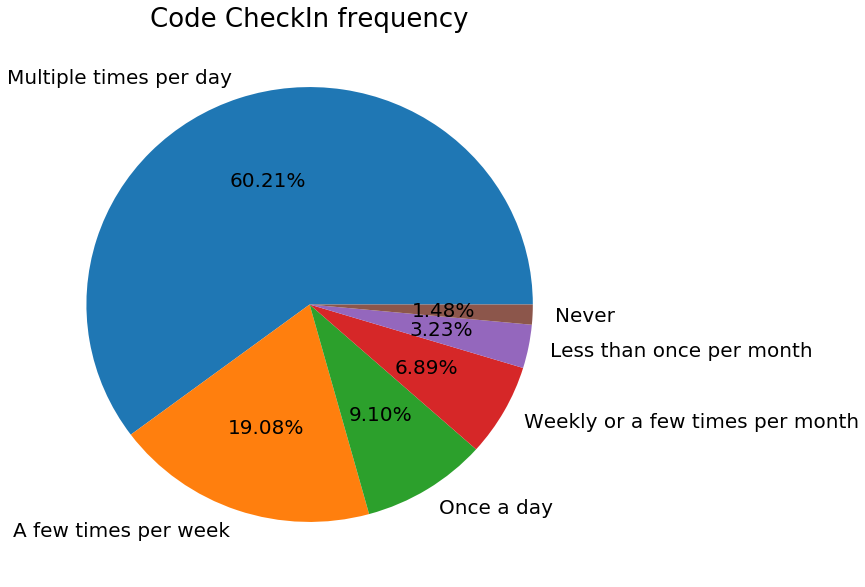 Code CheckIn frequency
Multiple times per day
60.21%
1.48%
Never
3.23%
Less than once per month
6.89%
Weekly or a few times per month
9.10%
19.08%
Once a day
A few times per week